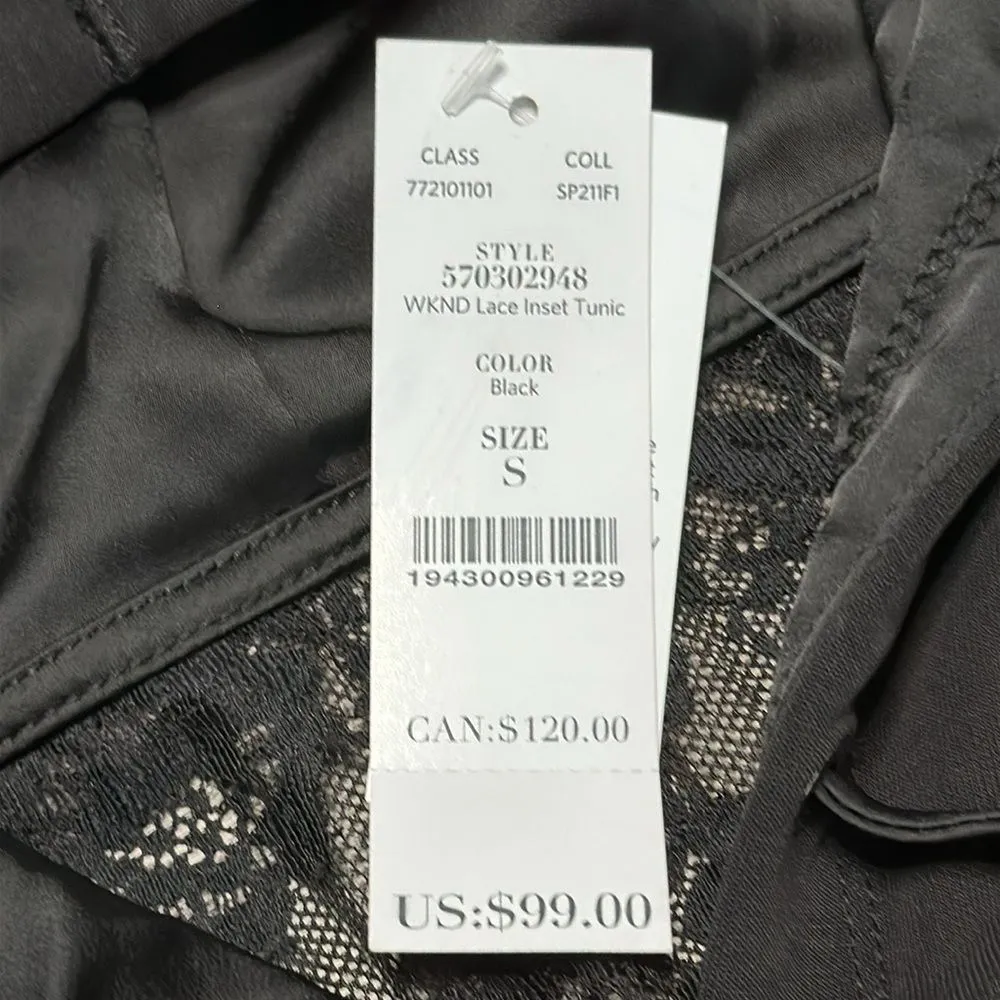 CLASS COLL
772101101 SP211F1
STYLE
570302948
WKND Lace Inset Tunic
COLOR
Black
SIZE
S
194300961229
CAN:$120.00
US:$99.00